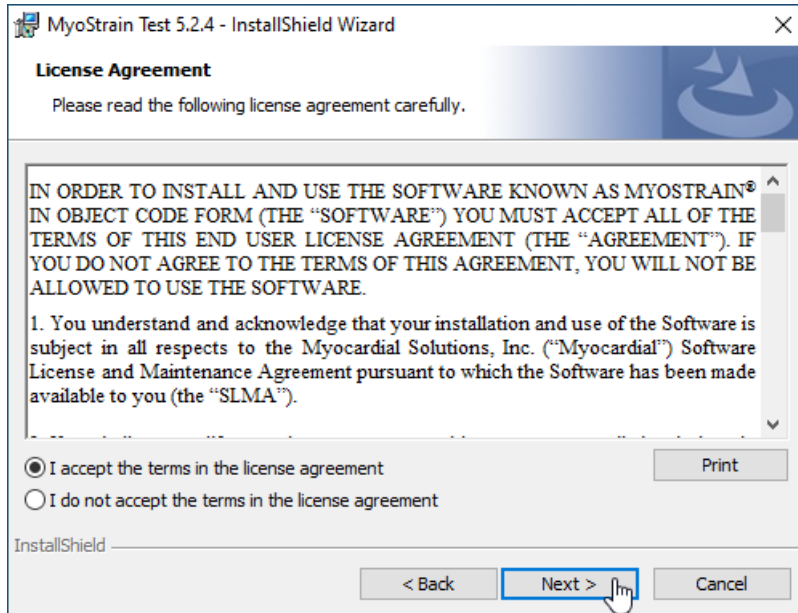 MyoStrain Test 5.2.4 - InstallShield Wizard
License Agreement
Please read the following license agreement carefully.
IN ORDER TO INSTALL AND USE THE SOFTWARE KNOWN AS MYOSTRAIN®
IN OBJECT CODE FORM (THE “SOFTWARE”) YOU MUST ACCEPT ALL OF THE
TERMS OF THIS END USER LICENSE AGREEMENT (THE “AGREEMENT”). IF
YOU DO NOT AGREE TO THE TERMS OF THIS AGREEMENT, YOU WILL NOT BE
ALLOWED TO USE THE SOFTWARE.
1. You understand and acknowledge that your installation and use of the Software is
subject in all respects to the Myocardial Solutions, Inc. (“Myocardial”) Software
License and Maintenance Agreement pursuant to which the Software has been made
available to you (the “SLMA”).
I accept the terms in the license agreement
Print
I do not accept the terms in the license agreement
InstallShield
< Back
Next >
Cancel